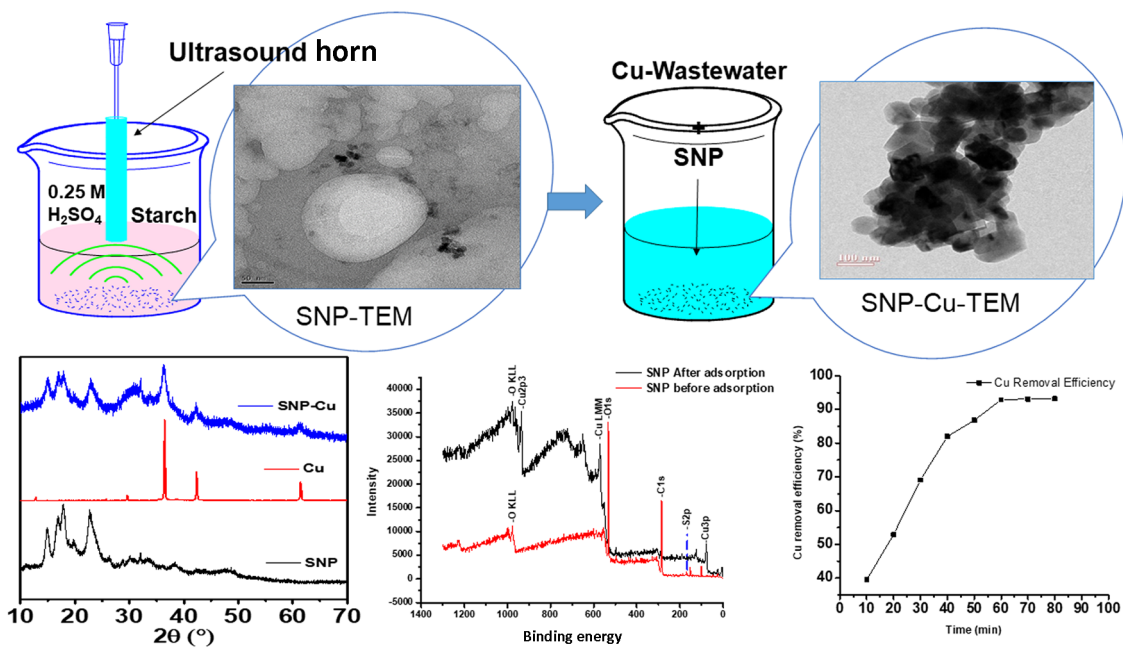 Ultrasound horn
0.25 M
H₂SO₄
Starch
50 nm
SNP-TEM
Cu-Wastewater
+
SNP
100 nm
SNP-Cu-TEM
SNP-Cu
Cu
SNP
10 20 30 40 50 60 70
2θ (°)
SNP After adsorption
SNP before adsorption
-O KLL
-Cu2p3
-Cu LMM
-O1s
-O KLL
-C1s
-S2p
-Cu3p
40000
35000
30000
25000
20000
15000
10000
5000
0
-5000
Intensity
1400 1200 1000 800 600 400 200 0
Binding energy
Cu Removal Efficiency
100
90
80
70
60
50
40
Cu removal efficiency (%)
0 10 20 30 40 50 60 70 80 90 100
Time (min)